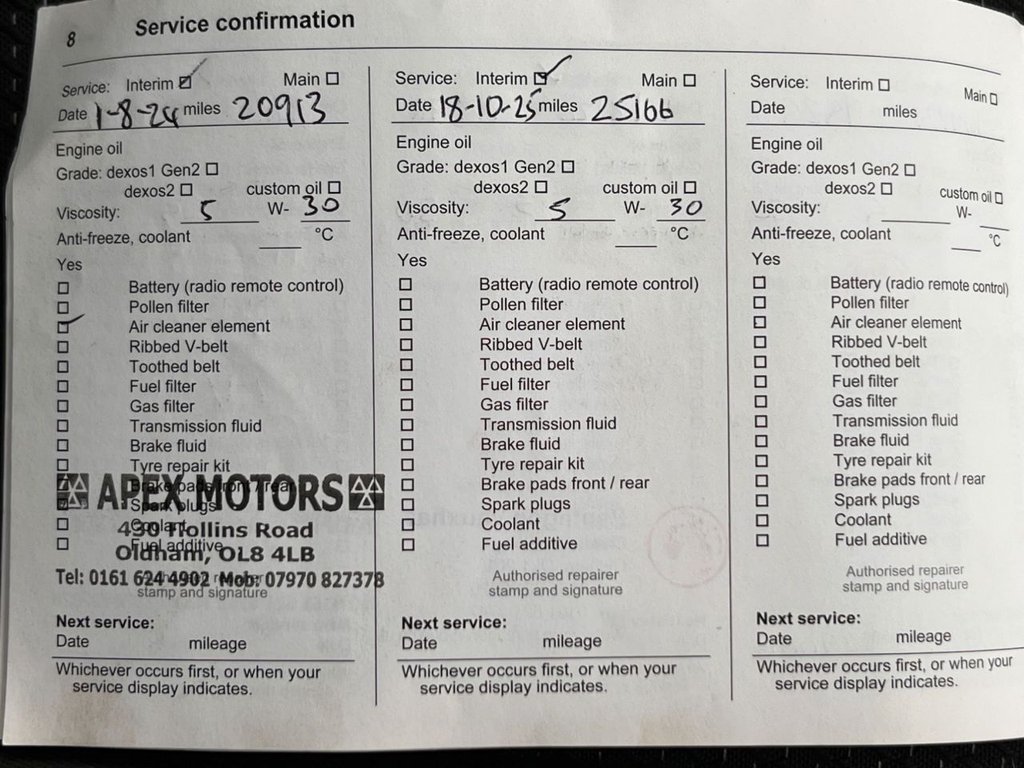 8 Service confirmation
Service: Interim ☑ Main ☐
Date 1-8-24 miles 20913
Engine oil
Grade: dexos1 Gen2 ☐
dexos2 ☐ custom oil ☐
Viscosity: 5 W- 30
Anti-freeze, coolant ____ °C
Yes
☐ Battery (radio remote control)
☐ Pollen filter
☑ Air cleaner element
☐ Ribbed V-belt
☐ Toothed belt
☐ Fuel filter
☐ Gas filter
☐ Transmission fluid
☐ Brake fluid
☐ Tyre repair kit
Brake pads front / rear
APEX MOTORS
Spark plugs
☐ Coolant
490 Hollins Road
☐ Fuel additive
Oldham, OL8 4LB
Tel: 0161 624 4902 Mob: 07970 827378
stamp and signature
Next service:
Date mileage
Whichever occurs first, or when your
service display indicates.
Service: Interim ☑ Main ☐
Date 18-10-25 miles 25166
Engine oil
Grade: dexos1 Gen2 ☐
dexos2 ☐ custom oil ☐
Viscosity: 5 W- 30
Anti-freeze, coolant ____ °C
Yes
☐ Battery (radio remote control)
☐ Pollen filter
☐ Air cleaner element
☐ Ribbed V-belt
☐ Toothed belt
☐ Fuel filter
☐ Gas filter
☐ Transmission fluid
☐ Brake fluid
☐ Tyre repair kit
☐ Brake pads front / rear
☐ Spark plugs
☐ Coolant
☐ Fuel additive
Authorised repairer
stamp and signature
Next service:
Date mileage
Whichever occurs first, or when your
service display indicates.
Service: Interim ☐ Main ☐
Date miles
Engine oil
Grade: dexos1 Gen2 ☐
dexos2 ☐ custom oil ☐
Viscosity: ____ W- ____
Anti-freeze, coolant ____ °C
Yes
☐ Battery (radio remote control)
☐ Pollen filter
☐ Air cleaner element
☐ Ribbed V-belt
☐ Toothed belt
☐ Fuel filter
☐ Gas filter
☐ Transmission fluid
☐ Brake fluid
☐ Tyre repair kit
☐ Brake pads front / rear
☐ Spark plugs
☐ Coolant
☐ Fuel additive
Authorised repairer
stamp and signature
Next service:
Date mileage
Whichever occurs first, or when your
service display indicates.